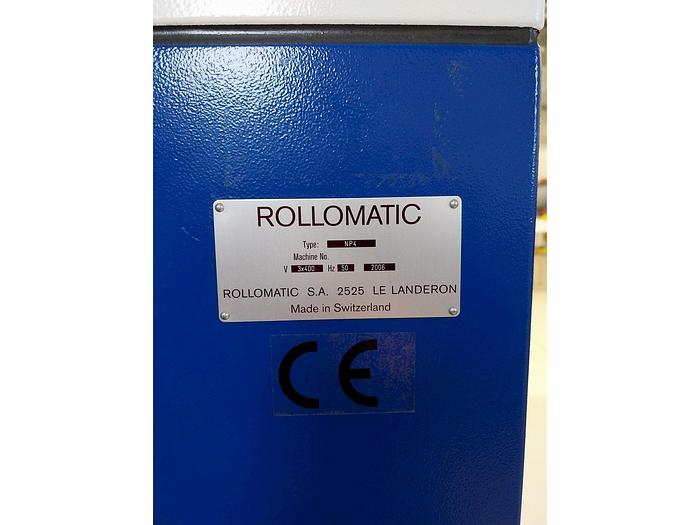 ROLLOMATIC
Type: NP4
Machine No.
V 3x400 Hz 50 2006
ROLLOMATIC S.A. 2525 LE LANDERON
Made in Switzerland
CE